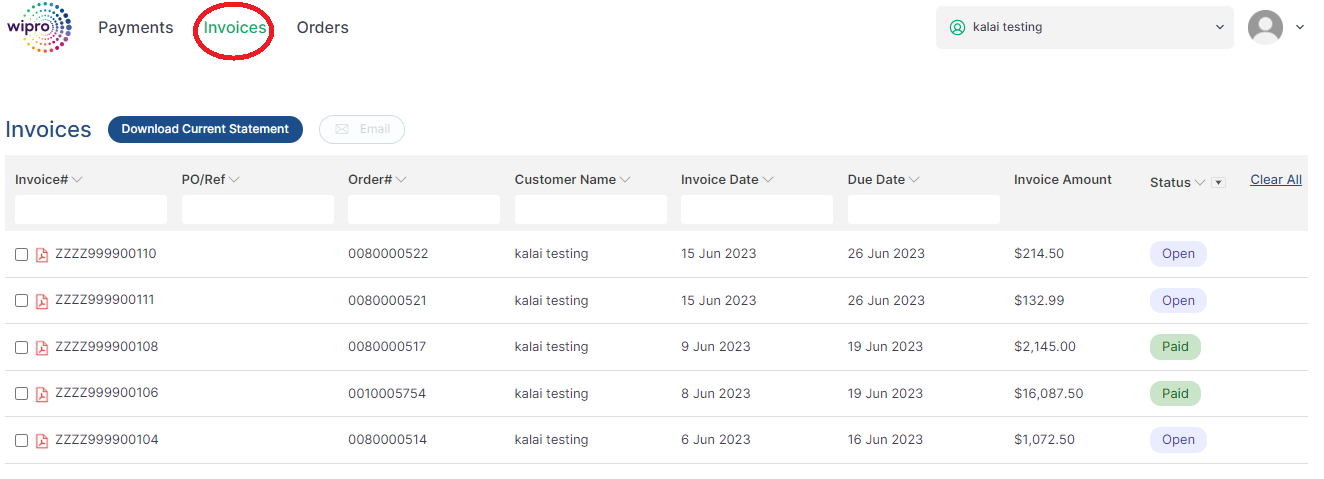 wipro Payments Invoices Orders kalai testing
Invoices Download Current Statement Email
Invoice# PO/Ref Order# Customer Name Invoice Date Due Date Invoice Amount Status Clear All
ZZZZ999900110 0080000522 kalai testing 15 Jun 2023 26 Jun 2023 $214.50 Open
ZZZZ999900111 0080000521 kalai testing 15 Jun 2023 26 Jun 2023 $132.99 Open
ZZZZ999900108 0080000517 kalai testing 9 Jun 2023 19 Jun 2023 $2,145.00 Paid
ZZZZ999900106 0010005754 kalai testing 8 Jun 2023 19 Jun 2023 $16,087.50 Paid
ZZZZ999900104 0080000514 kalai testing 6 Jun 2023 16 Jun 2023 $1,072.50 Open